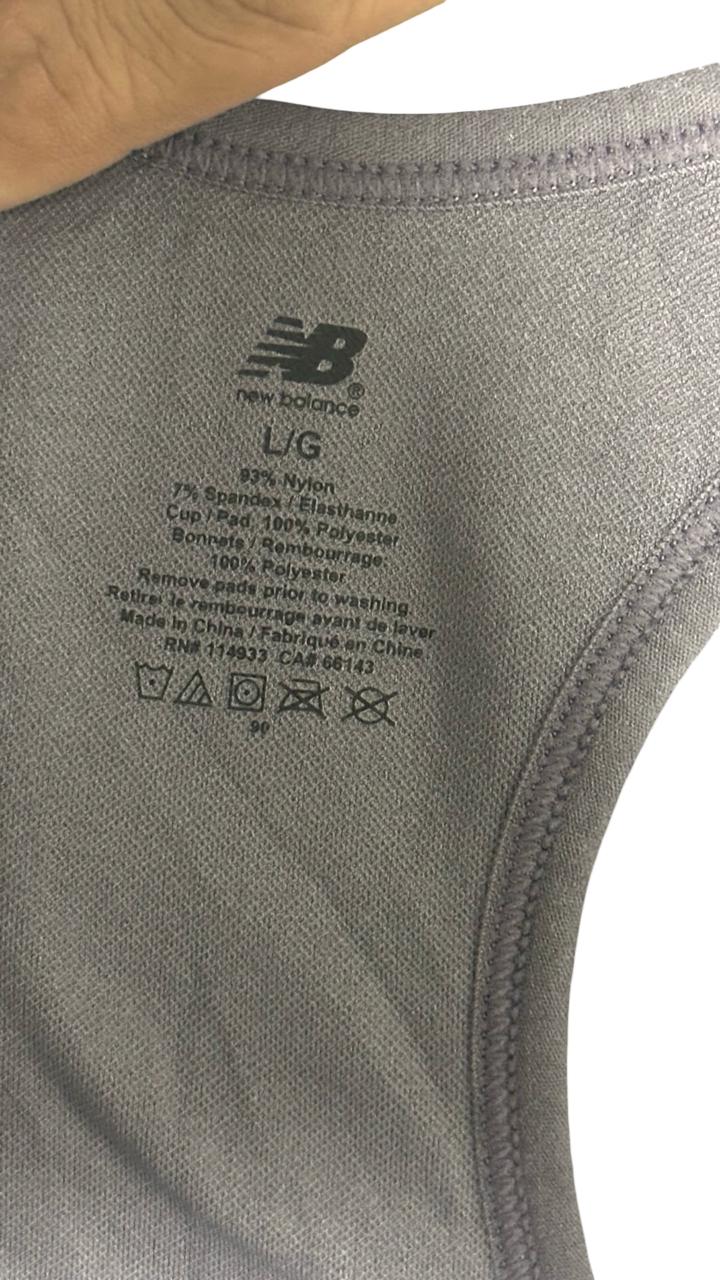 NB®
new balance
L/G
93% Nylon
7% Spandex / Elasthanne
Cup / Pad: 100% Polyester
Bonnets / Rembourrage:
100% Polyester
Remove pads prior to washing
Retirer le rembourrage avant de laver
Made in China / Fabriqué en Chine
RN# 114933 CA# 66143
90